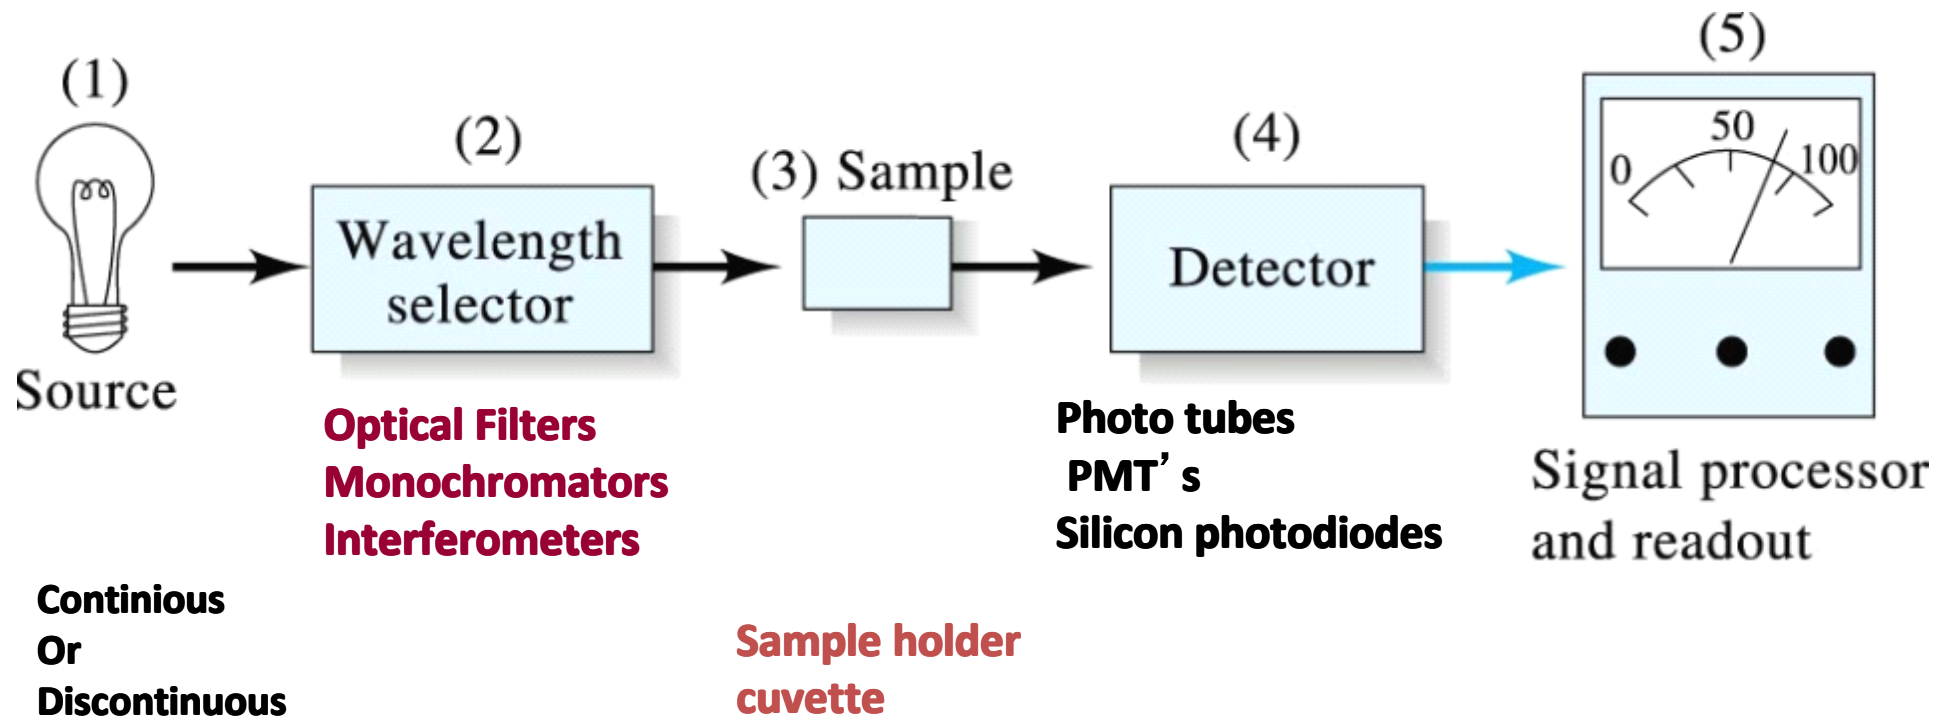 (1)
Source
Continious
Or
Discontinuous
(2)
Wavelength
selector
Optical Filters
Monochromators
Interferometers
(3) Sample
Sample holder
cuvette
(4)
Detector
Photo tubes
PMT’ s
Silicon photodiodes
(5)
0 50 100
Signal processor
and readout